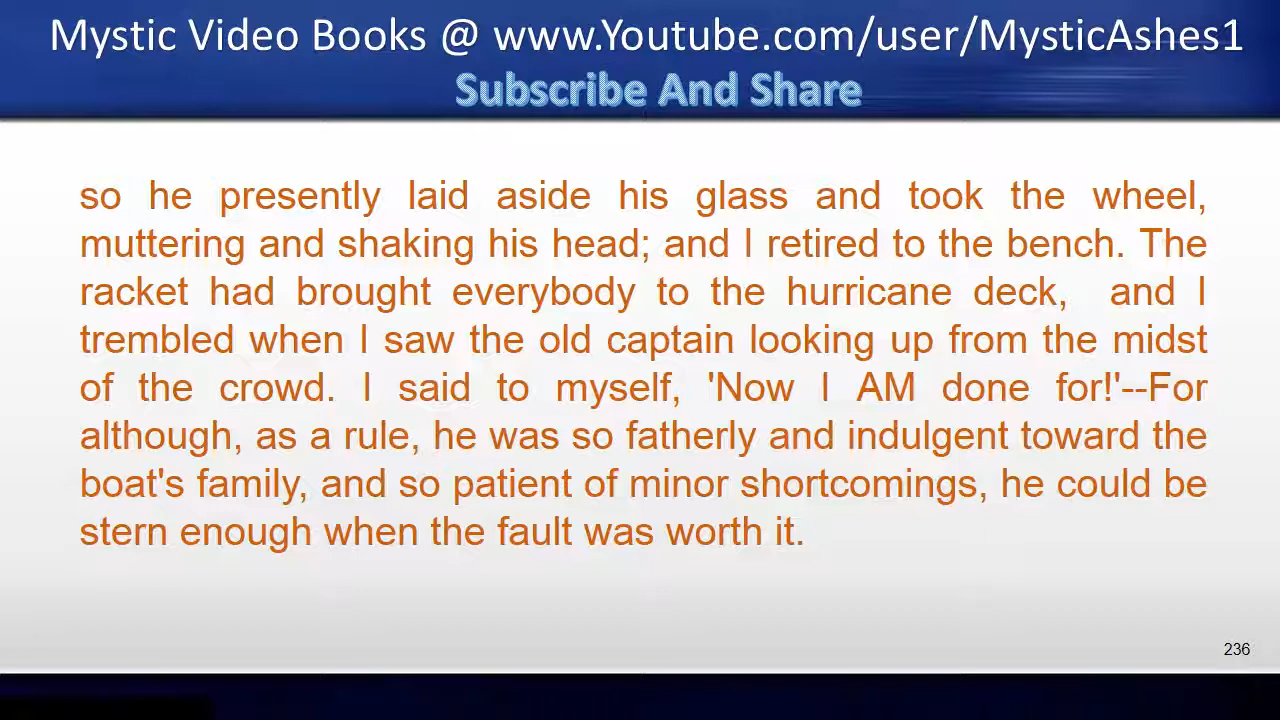 Mystic Video Books @ www.Youtube.com/user/MysticAshes1
Subscribe And Share
so he presently laid aside his glass and took the wheel,
muttering and shaking his head; and I retired to the bench. The
racket had brought everybody to the hurricane deck, and I
trembled when I saw the old captain looking up from the midst
of the crowd. I said to myself, 'Now I AM done for!'--For
although, as a rule, he was so fatherly and indulgent toward the
boat's family, and so patient of minor shortcomings, he could be
stern enough when the fault was worth it.
236